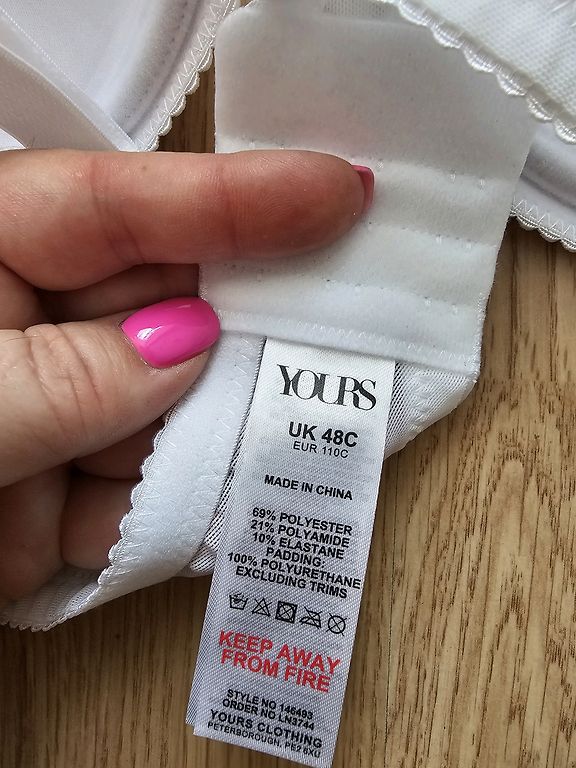 YOURS
UK 48C
EUR 110C
MADE IN CHINA
69% POLYESTER
21% POLYAMIDE
10% ELASTANE
PADDING:
100% POLYURETHANE
EXCLUDING TRIMS
KEEP AWAY
FROM FIRE
STYLE NO 146493
ORDER NO LN3744
YOURS CLOTHING
PETERBOROUGH, PE2 6XU